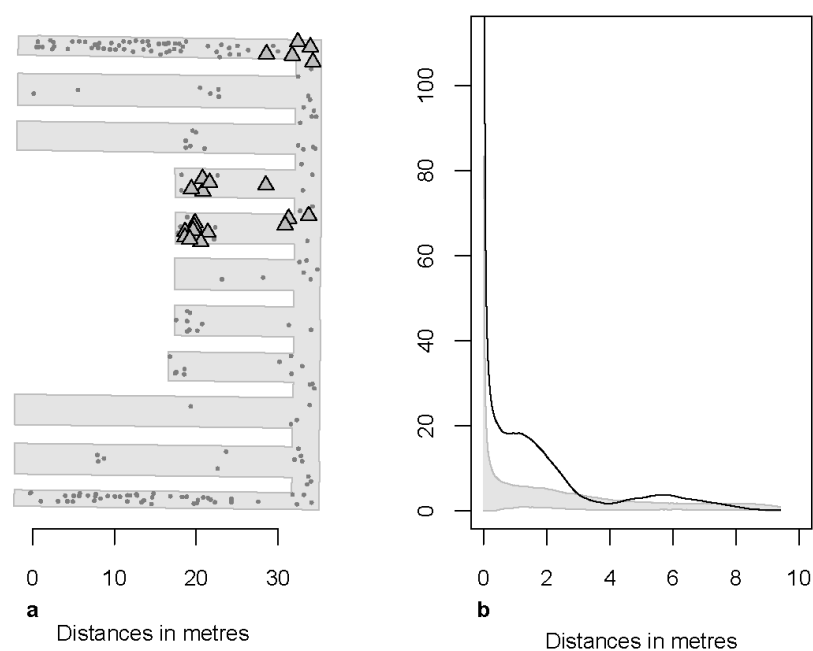 0 20 40 60 80 100
0 10 20 30
0 2 4 6 8 10
a
b
Distances in metres
Distances in metres